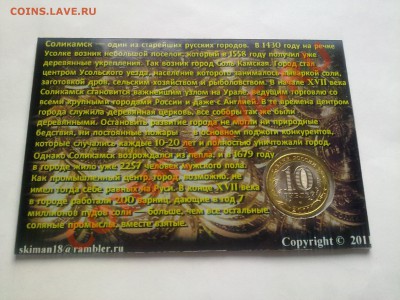 COINS.LAVE.RU
Соликамск один из старейших русских городов. В 1430 году на речке
Усолке возник небольшой поселок, который в 1558 году получил уже
деревянные укрепления. Так возник город Соль Камская. Город стал
центром Усольского уезда, население которого занималось варкой соли,
заготовкой дров, сельским хозяйством и рыболовством. В начале XVII века
Соликамск становится важнейшим узлом на Урале, ведущим торговлю со
всеми крупными городами России и даже с Англией. В те времена центром
города служила деревянная церковь, все соборы так же были
деревянными. Остановить развитие города не могли ни природные
бедствия, ни постоянные пожары в основном поджоги конкурентов,
которые случались каждые 10-20 лет и полностью уничтожали город.
Однако Соликамск возрождался из пепла, и в 1679 году
в городе жило уже 2257 человек мужского пола.
Как промышленный центр, город, возможно, не
имел тогда себе равных на Руси. В конце XVII века
в городе работали 200 варниц, дающие в год 7
миллионов пудов соли — больше, чем все остальные
соляные промыслы вместе взятые.
10
Copyright © 2011
skiman18@rambler.ru